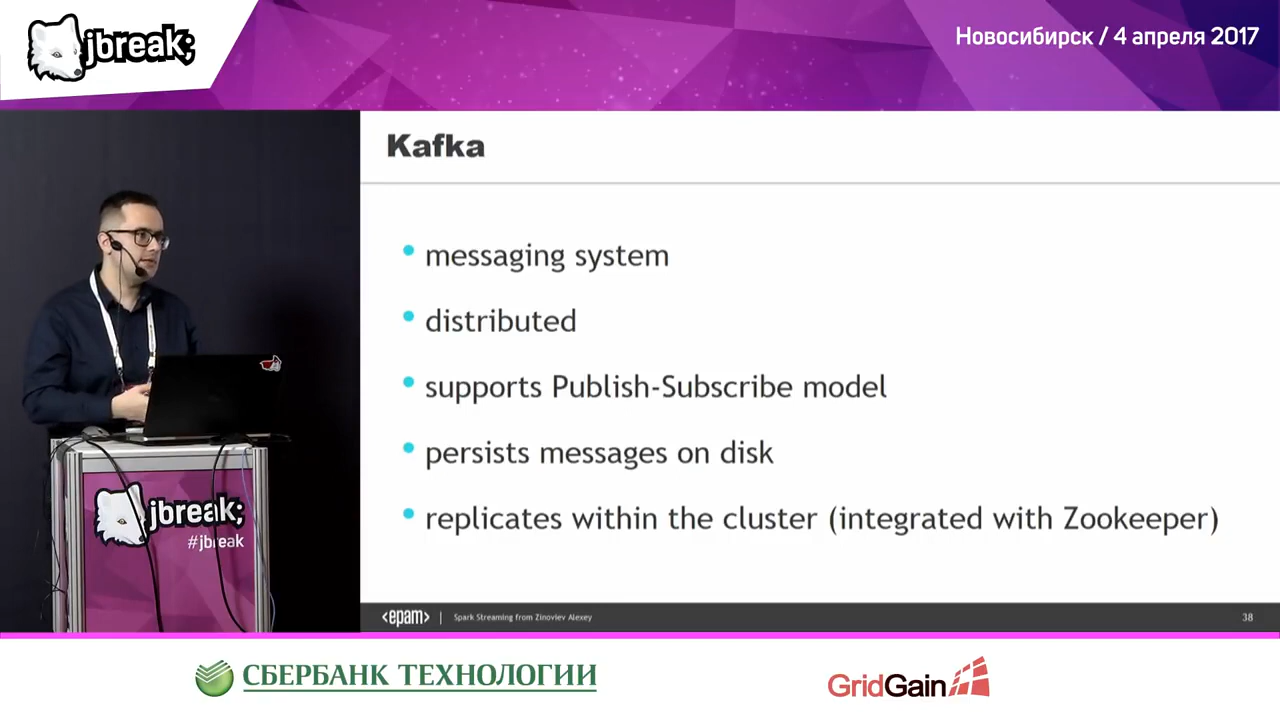 jbreak;
Новосибирск / 4 апреля 2017
Kafka
messaging system
distributed
supports Publish-Subscribe model
persists messages on disk
replicates within the cluster (integrated with Zookeeper)
jbreak;
#jbreak
<epam> | Spark Streaming from Zinoviev Alexey 38
СБЕРБАНК ТЕХНОЛОГИИ
GridGain